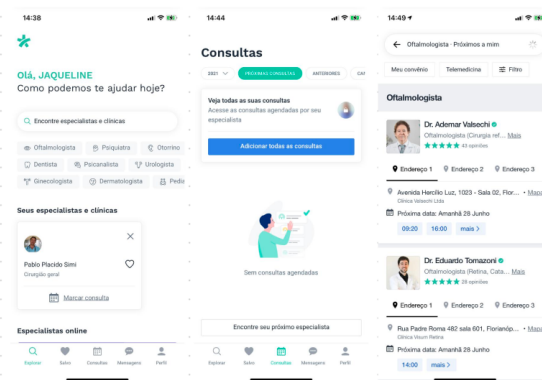 14:38
Olá, JAQUELINE
Como podemos te ajudar hoje?
Encontre especialistas e clínicas
Oftalmologista
Psiquiatra
Otorrino
Dentista
Psicanalista
Urologista
Ginecologista
Dermatologista
Pedia
Seus especialistas e clínicas
Pablo Placido Simi
Cirurgião geral
Marcar consulta
Especialistas online
Explorar
Salvo
Consultas
Mensagens
Perfil
14:44
Consultas
2021
PRÓXIMAS CONSULTAS
ANTERIORES
CAT
Veja todas as suas consultas
Acesse as consultas agendadas por seu
especialista
Adicionar todas as consultas
Sem consultas agendadas
Encontre seu próximo especialista
Explorar
Salvo
Consultas
Mensagens
Perfil
14:49
Oftalmologista · Próximos a mim
Meu convênio
Telemedicina
Filtro
Oftalmologista
Dr. Ademar Valsechi
Oftalmologista (Cirurgia ref... Mais
43 opiniões
Endereço 1
Endereço 2
Endereço 3
Avenida Hercílio Luz, 1023 - Sala 02, Flor... • Mapa
Clínica Valsechi Ltda
Próxima data: Amanhã 28 Junho
09:20
16:00
mais >
Dr. Eduardo Tomazoni
Oftalmologista (Retina, Cata... Mais
28 opiniões
Endereço 1
Endereço 2
Endereço 3
Rua Padre Roma 482 sala 601, Florianóp... • Mapa
Clínica Visum Retina
Próxima data: Amanhã 28 Junho
14:00
mais >